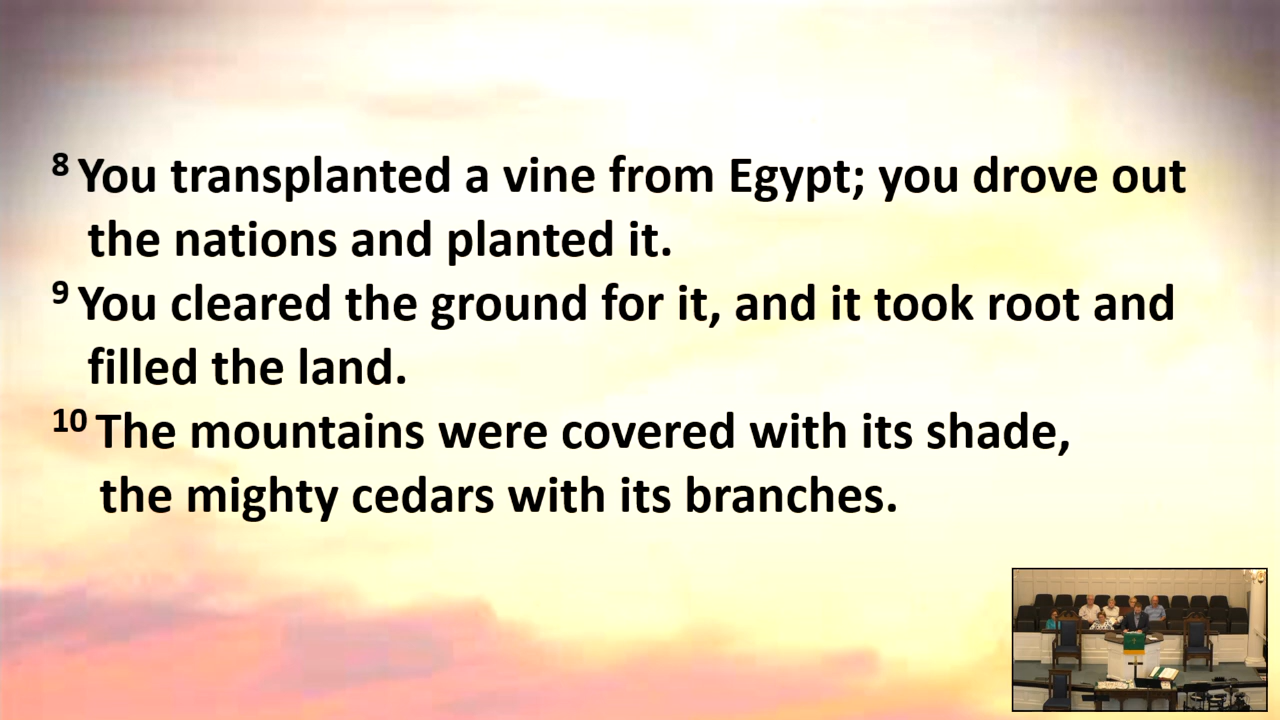 8 You transplanted a vine from Egypt; you drove out
the nations and planted it.
9 You cleared the ground for it, and it took root and
filled the land.
10 The mountains were covered with its shade,
the mighty cedars with its branches.